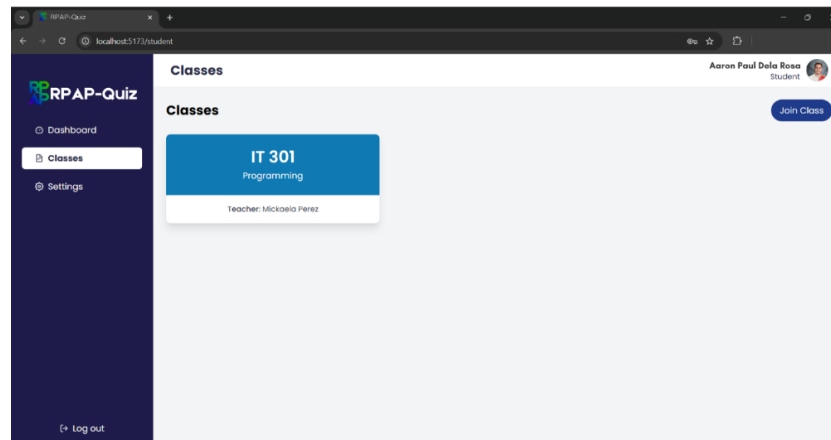 RPAP-Quiz
localhost:5173/student
RPAP-Quiz
Dashboard
Classes
Settings
Log out
Classes
Aaron Paul Dela Rosa
Student
Classes
Join Class
IT 301
Programming
Teacher: Mickaela Perez